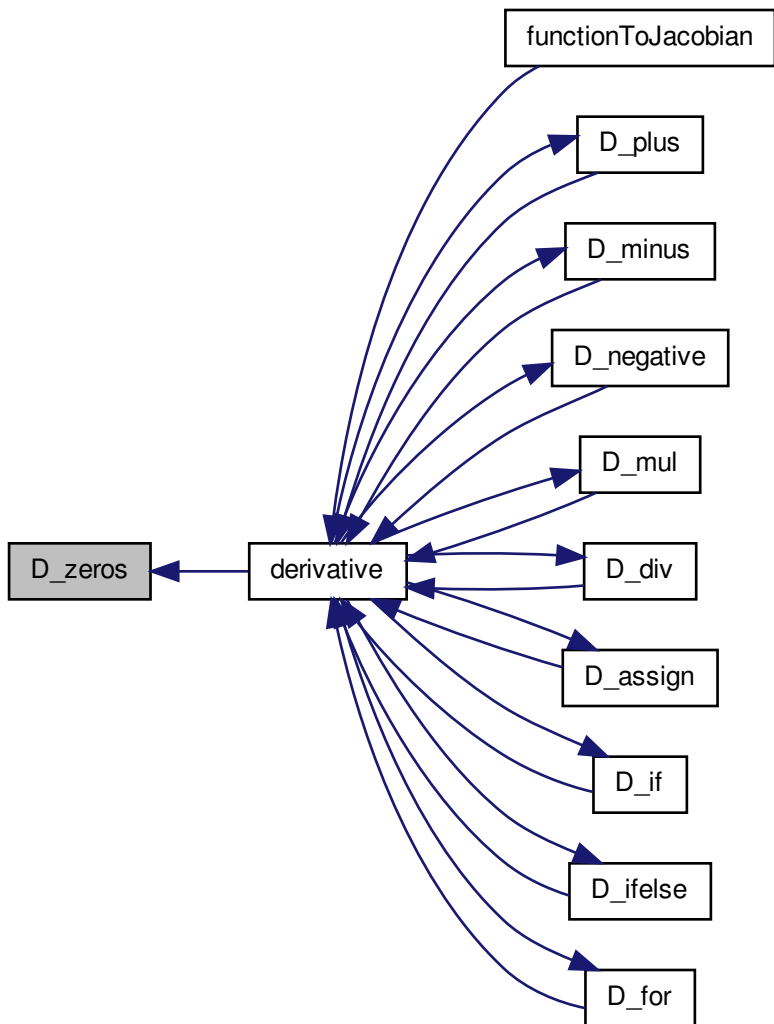 functionToJacobian
D_plus
D_minus
D_negative
D_mul
D_zeros
derivative
D_div
D_assign
D_if
D_ifelse
D_for